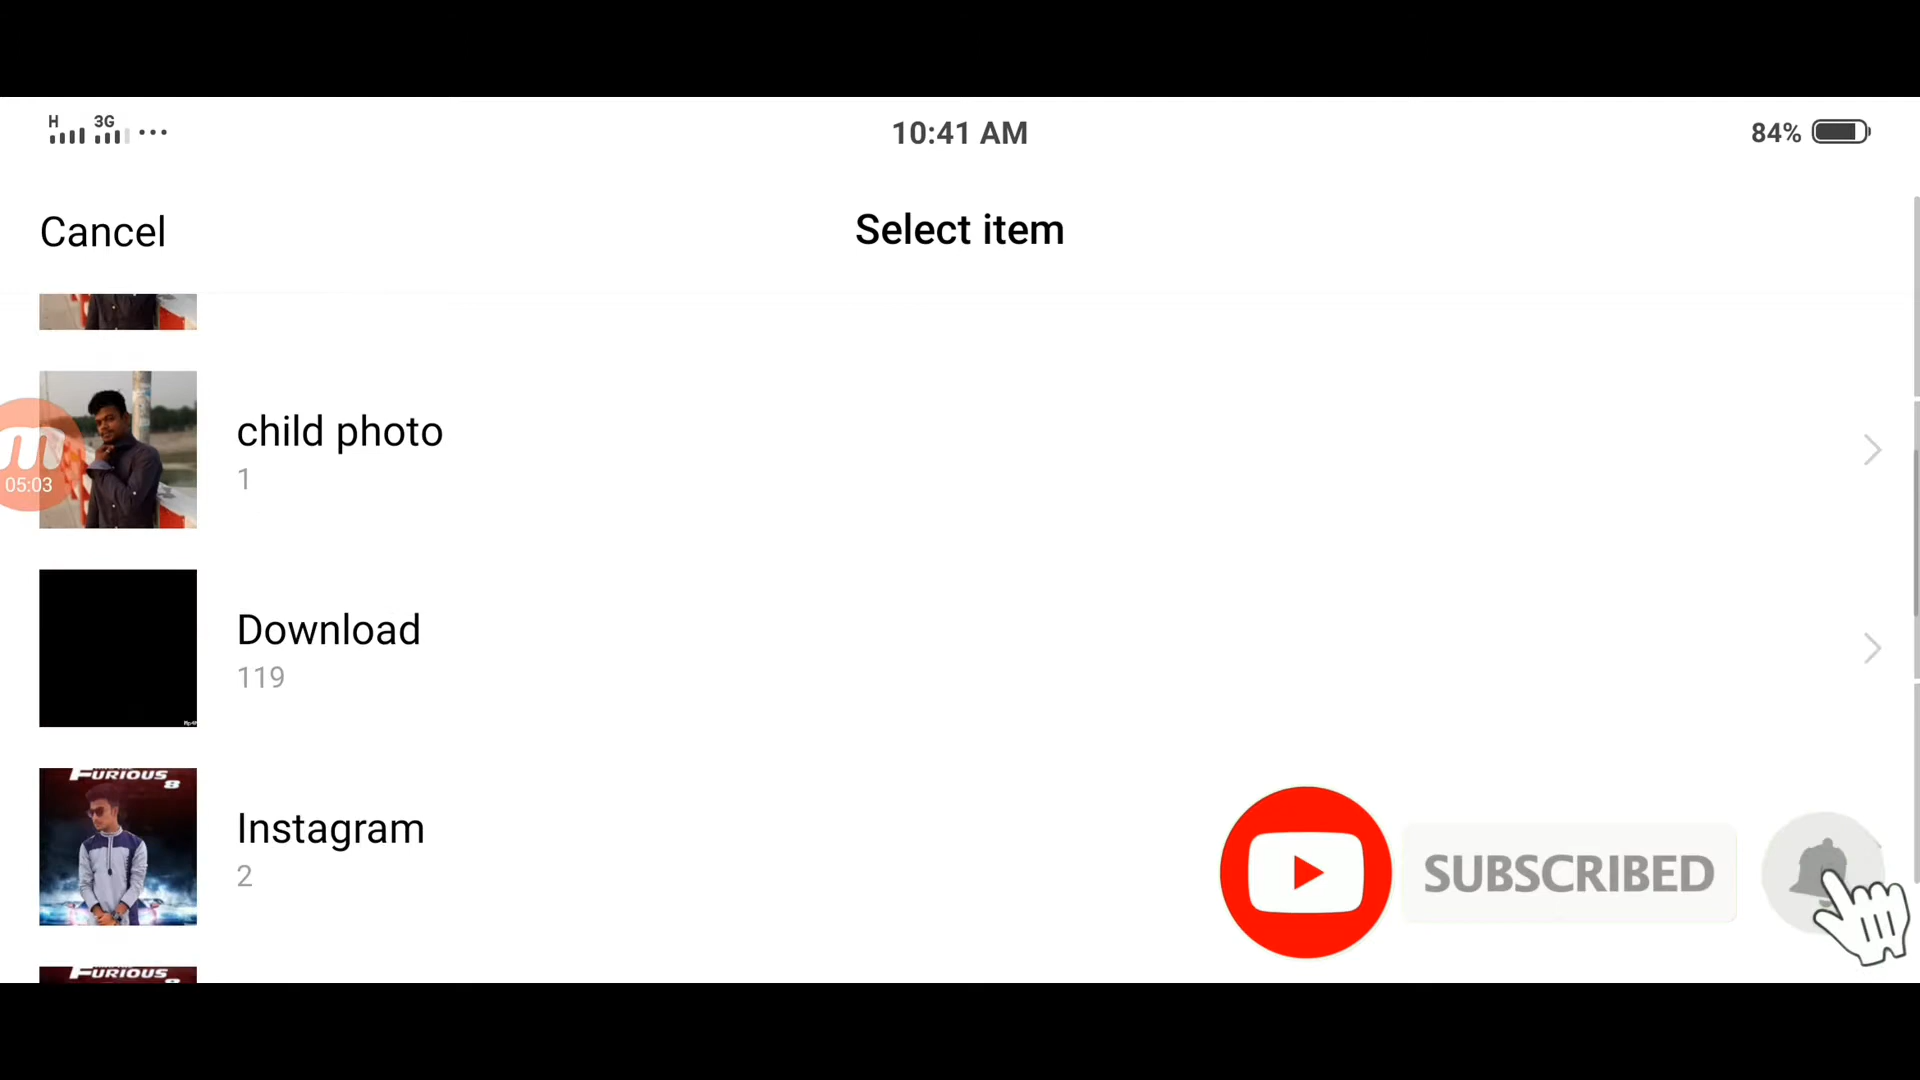 H 3G
10:41 AM
84%
Cancel
Select item
child photo
1
05:03
Download
119
FURIOUS
8
Instagram
2
SUBSCRIBED
FURIOUS